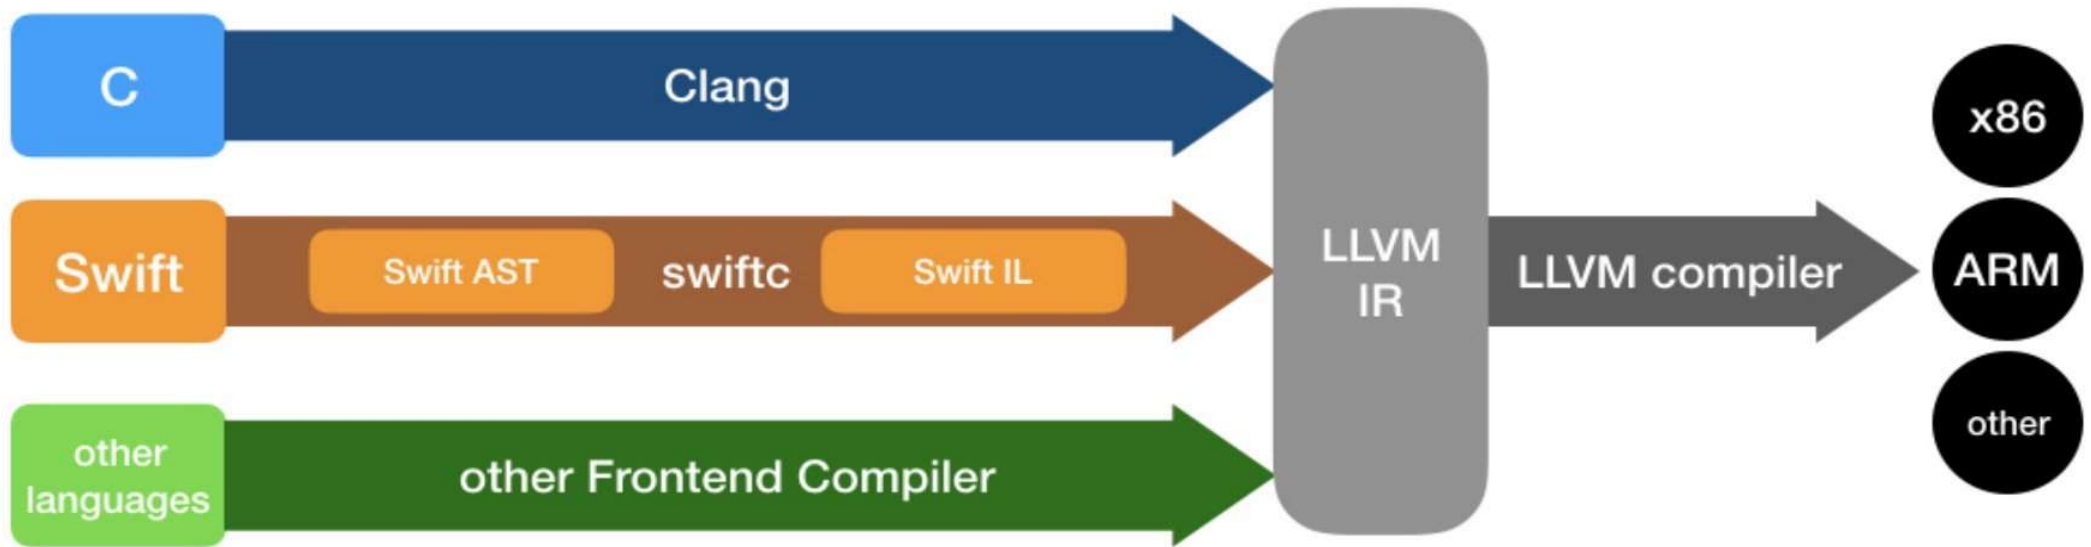 C
Clang
Swift
Swift AST
swiftc
Swift IL
other
languages
other Frontend Compiler
LLVM
IR
LLVM compiler
x86
ARM
other